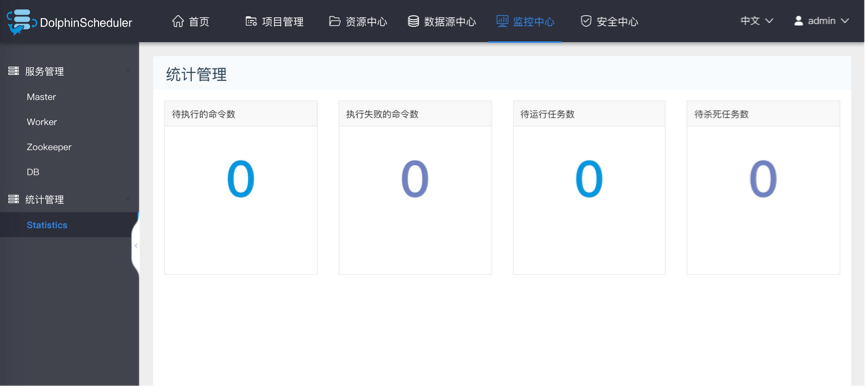 DolphinScheduler
首页
项目管理
资源中心
数据源中心
监控中心
安全中心
中文
admin
服务管理
Master
Worker
Zookeeper
DB
统计管理
Statistics
统计管理
待执行的命令数
0
执行失败的命令数
0
待运行任务数
0
待杀死任务数
0